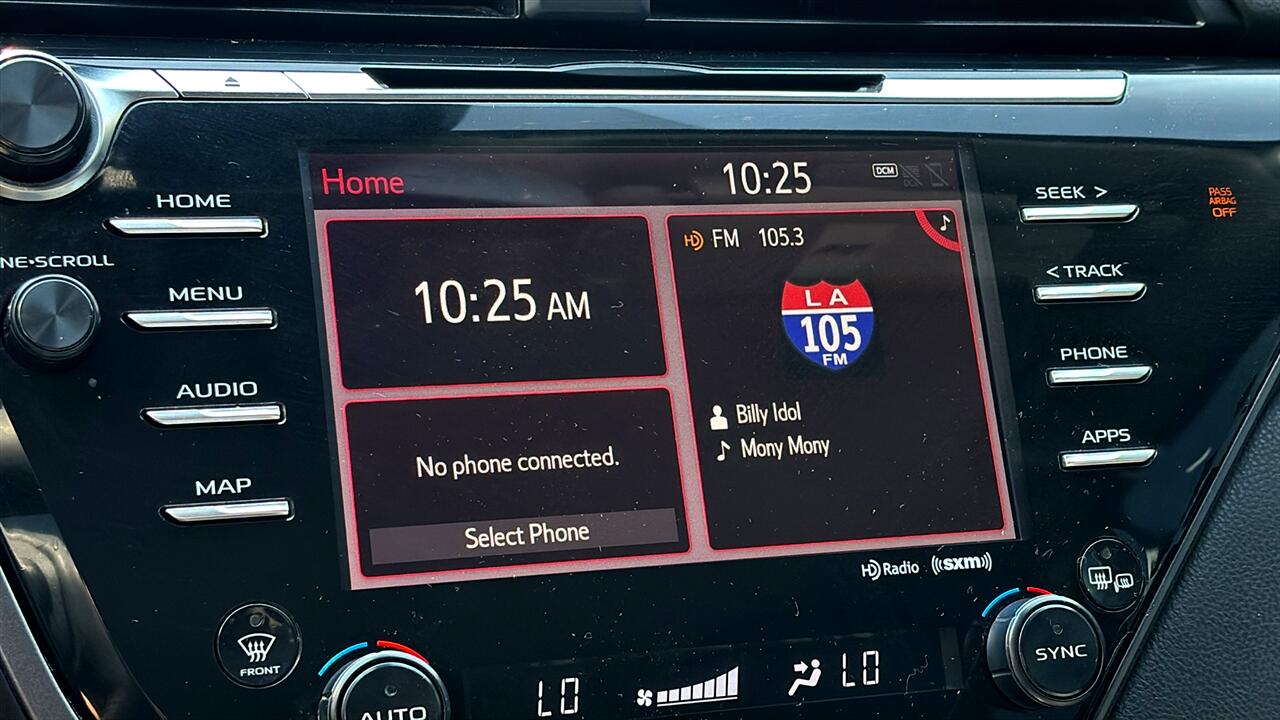 Home
10:25
DCM
HOME
SEEK >
PASS
AIRBAG
OFF
10:25 AM
HD FM 105.3
LA
105
FM
NE•SCROLL
< TRACK
MENU
PHONE
AUDIO
Billy Idol
Mony Mony
No phone connected.
APPS
MAP
Select Phone
HD Radio
((sxm))
FRONT
SYNC
AUTO
LO
LO